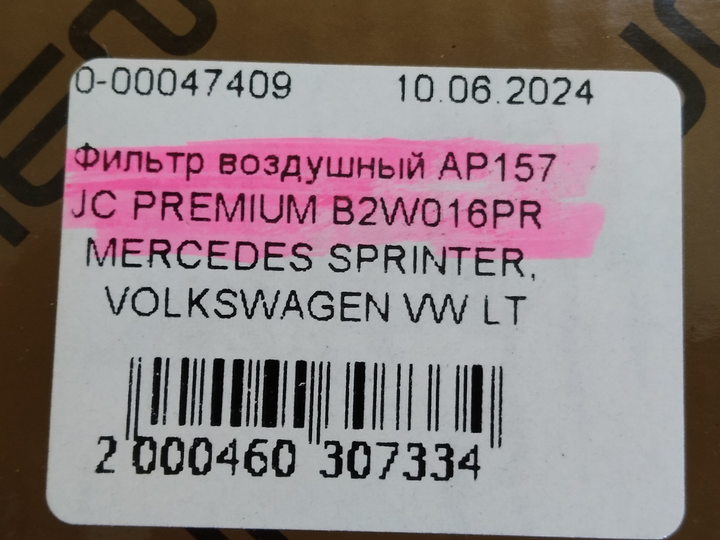 0-00047409 10.06.2024
Фильтр воздушный AP157
JC PREMIUM B2W016PR
MERCEDES SPRINTER,
VOLKSWAGEN VW LT
2 000460 307334